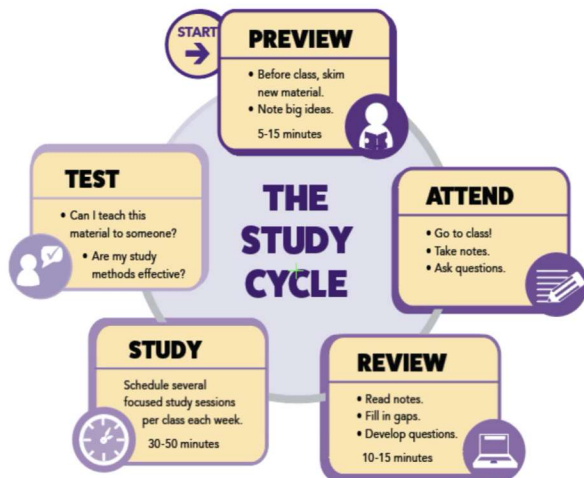 START
PREVIEW
• Before class, skim
new material.
• Note big ideas.
5-15 minutes
THE
STUDY
CYCLE
ATTEND
• Go to class!
• Take notes.
• Ask questions.
REVIEW
• Read notes.
• Fill in gaps.
• Develop questions.
10-15 minutes
STUDY
Schedule several
focused study sessions
per class each week.
30-50 minutes
TEST
• Can I teach this
material to someone?
• Are my study
methods effective?